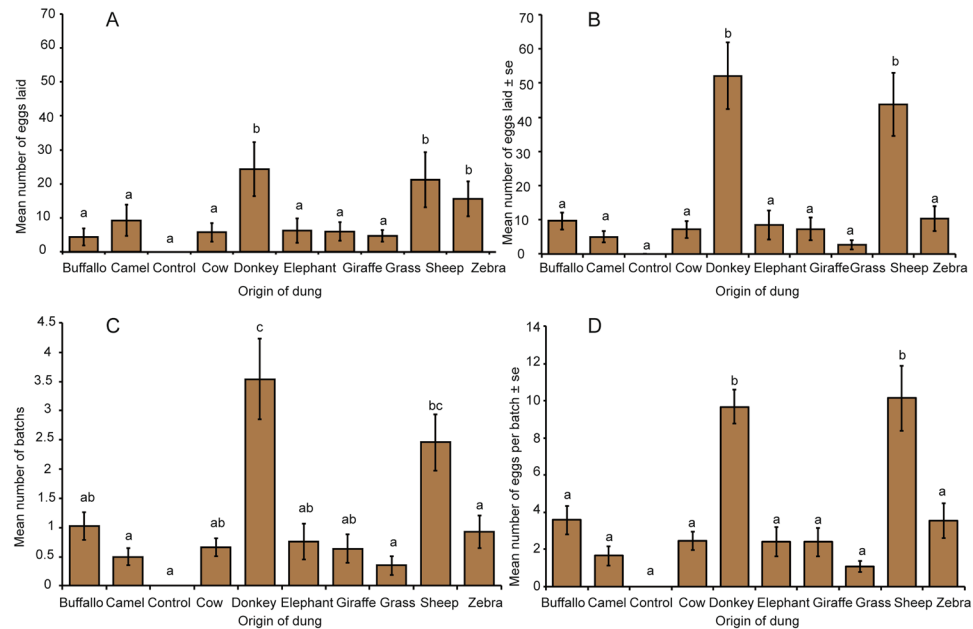 A
Mean number of eggs laid
70
60
50
40
30
20
10
0
a
a
a
a
b
a
a
a
b
b
Buffallo Camel Control Cow Donkey Elephant Giraffe Grass Sheep Zebra
Origin of dung
B
Mean number of eggs laid ± se
70
60
50
40
30
20
10
0
a
a
a
a
b
a
a
a
b
a
Buffallo Camel Control Cow Donkey Elephant Giraffe Grass Sheep Zebra
Origin of dung
C
Mean number of batchs
4.5
4
3.5
3
2.5
2
1.5
1
0.5
0
ab
a
a
ab
c
ab
ab
a
bc
a
Buffallo Camel Control Cow Donkey Elephant Giraffe Grass Sheep Zebra
Origin of dung
D
Mean number of eggs per batch ± se
14
12
10
8
6
4
2
0
a
a
a
a
b
a
a
a
b
a
Buffallo Camel Control Cow Donkey Elephant Giraffe Grass Sheep Zebra
Origin of dung